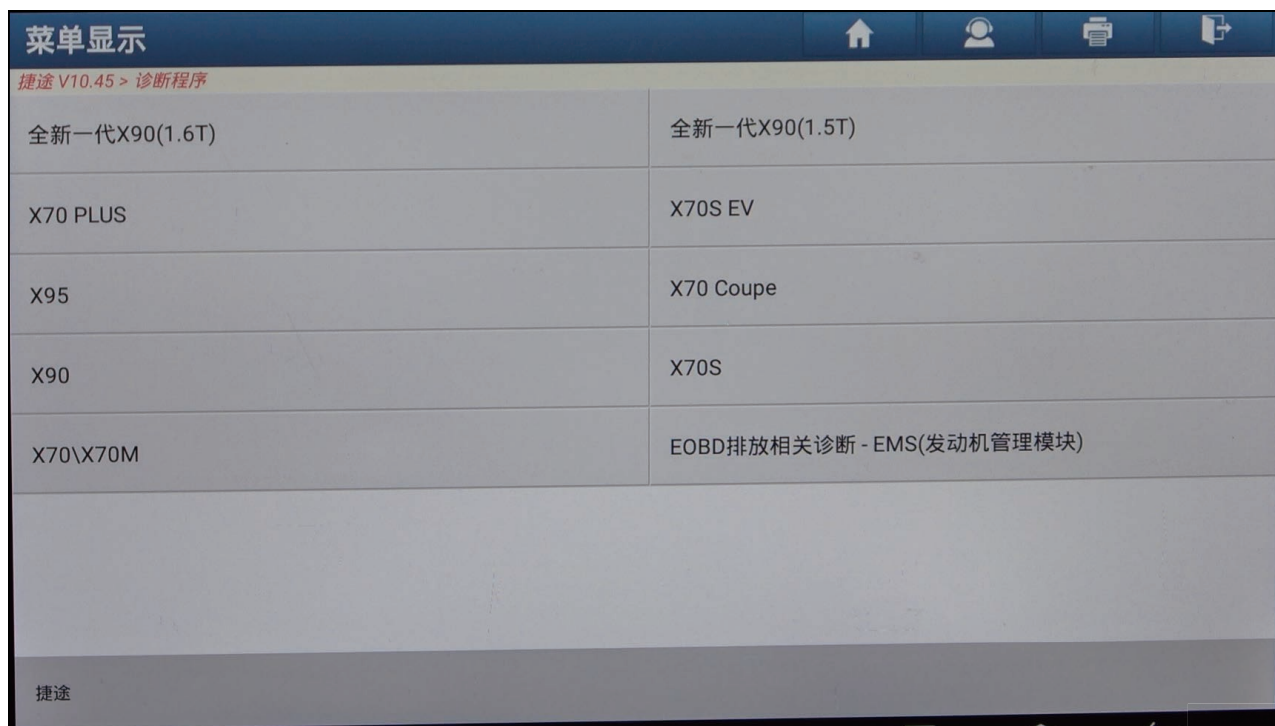 菜单显示
捷途 V10.45 > 诊断程序
全新一代X90(1.6T)
全新一代X90(1.5T)
X70 PLUS
X70S EV
X95
X70 Coupe
X90
X70S
X70\X70M
EOBD排放相关诊断 - EMS(发动机管理模块)
捷途